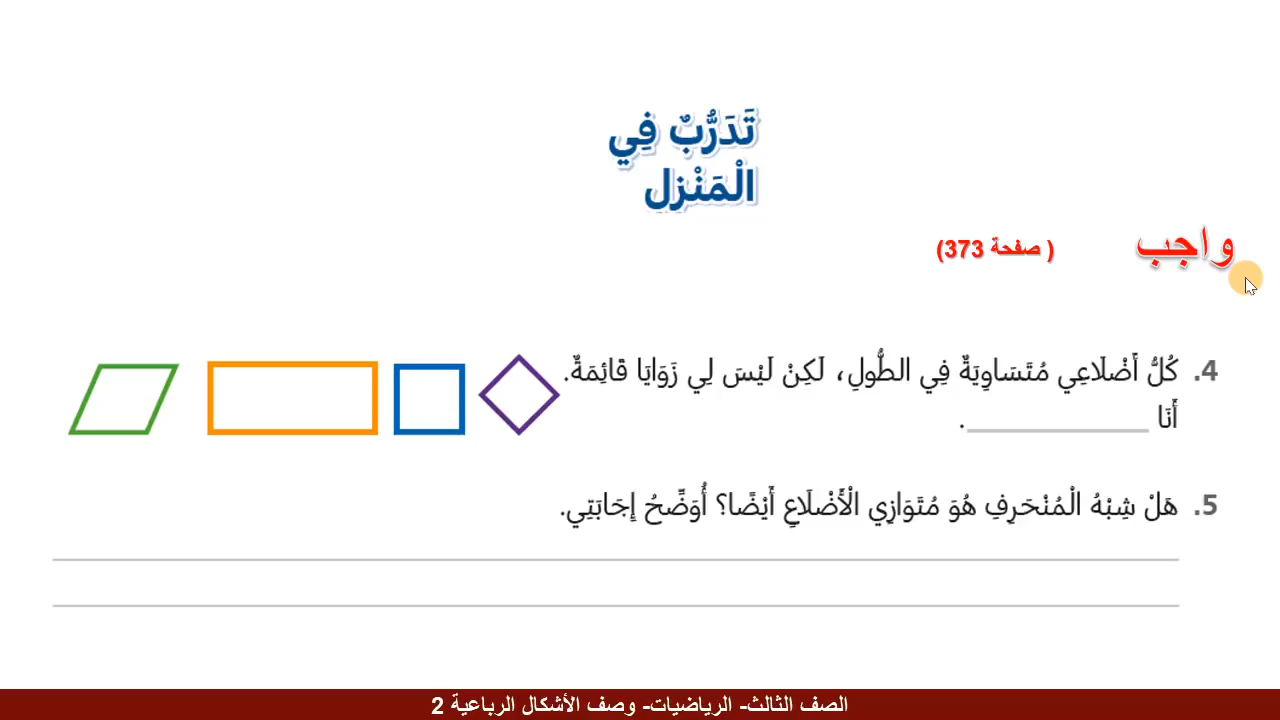 تَدَرُّبٌ فِي
الْمَنْزِل
واجب ( صفحة 373)
4. كُلُّ أَضْلَاعِي مُتَسَاوِيَةٌ فِي الطُّولِ، لَكِنْ لَيْسَ لِي زَوَايَا قَائِمَةٌ.
أَنَا ____________.
5. هَلْ شِبْهُ الْمُنْحَرِفِ هُوَ مُتَوَازِي الْأَضْلَاعِ أَيْضًا؟ أُوَضِّحُ إِجَابَتِي.
الصف الثالث- الرياضيات- وصف الأشكال الرباعية 2